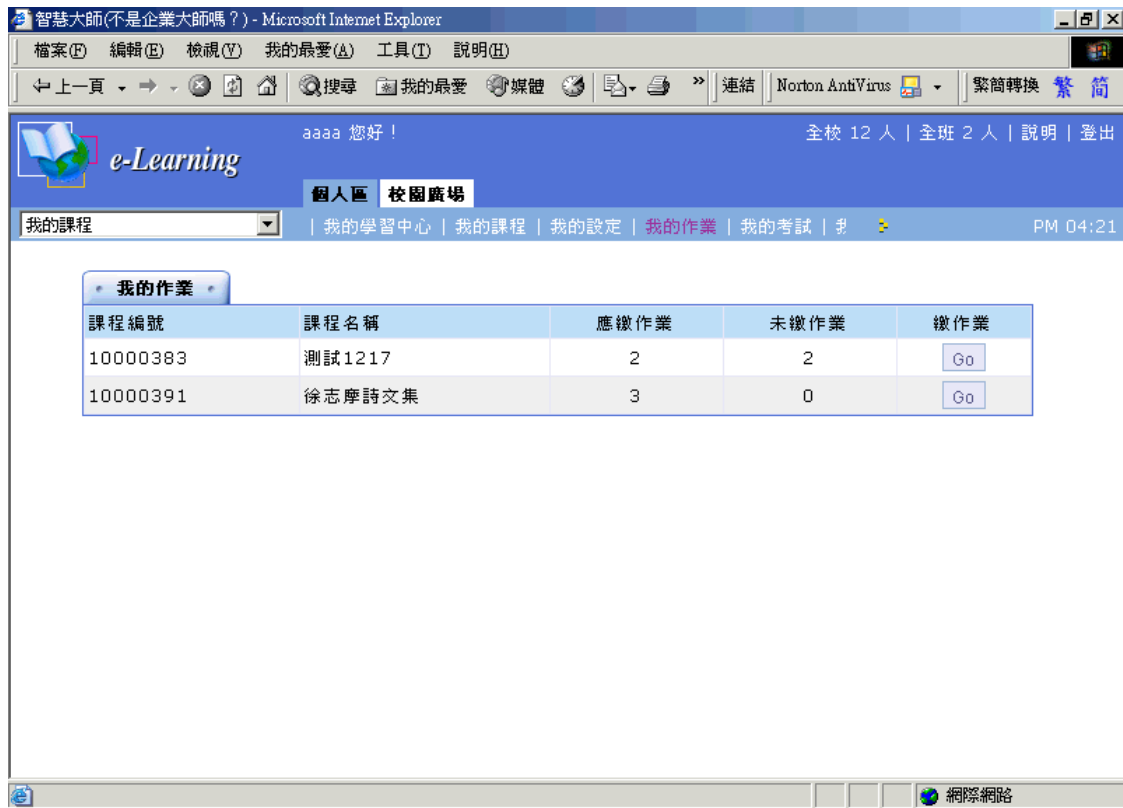 智慧大師(不是企業大師嗎？) - Microsoft Internet Explorer
檔案(F) 編輯(E) 檢視(V) 我的最愛(A) 工具(T) 說明(H)
上一頁 搜尋 我的最愛 媒體 » 連結 Norton AntiVirus 繁簡轉換 繁 简
aaaa 您好！ 全校 12 人 | 全班 2 人 | 說明 | 登出
e-Learning
個人區 校園廣場
我的課程 | 我的學習中心 | 我的課程 | 我的設定 | 我的作業 | 我的考試 | PM 04:21
我的作業
課程編號 課程名稱 應繳作業 未繳作業 繳作業
10000383 測試1217 2 2 Go
10000391 徐志摩詩文集 3 0 Go
網際網路